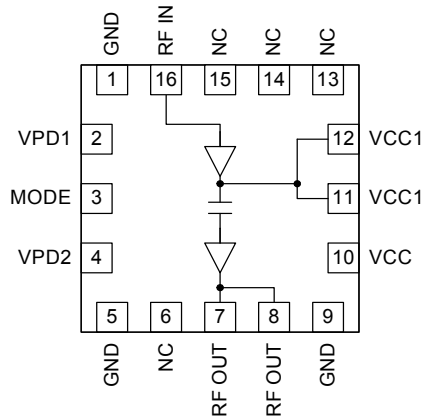 GND
RF IN
NC
NC
NC
1
16
15
14
13
VPD1
2
12
VCC1
MODE
3
11
VCC1
VPD2
4
10
VCC
5
6
7
8
9
GND
NC
RF OUT
RF OUT
GND